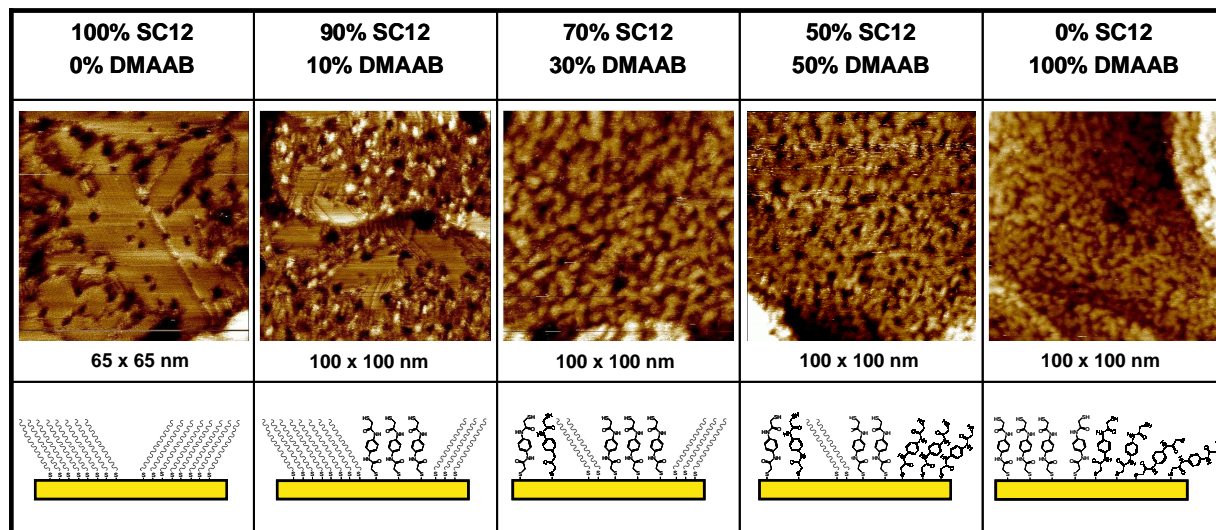 100% SC12
0% DMAAB
90% SC12
10% DMAAB
70% SC12
30% DMAAB
50% SC12
50% DMAAB
0% SC12
100% DMAAB
65 x 65 nm
100 x 100 nm
100 x 100 nm
100 x 100 nm
100 x 100 nm